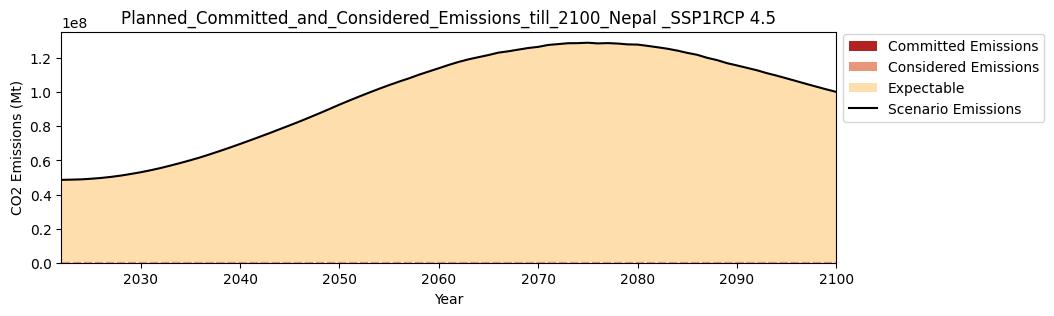 Planned_Committed_and_Considered_Emissions_till_2100_Nepal _SSP1RCP 4.5
1e8
1.2
1.0
0.8
0.6
0.4
0.2
0.0
CO2 Emissions (Mt)
2030 2040 2050 2060 2070 2080 2090 2100
Year
Committed Emissions
Considered Emissions
Expectable
Scenario Emissions